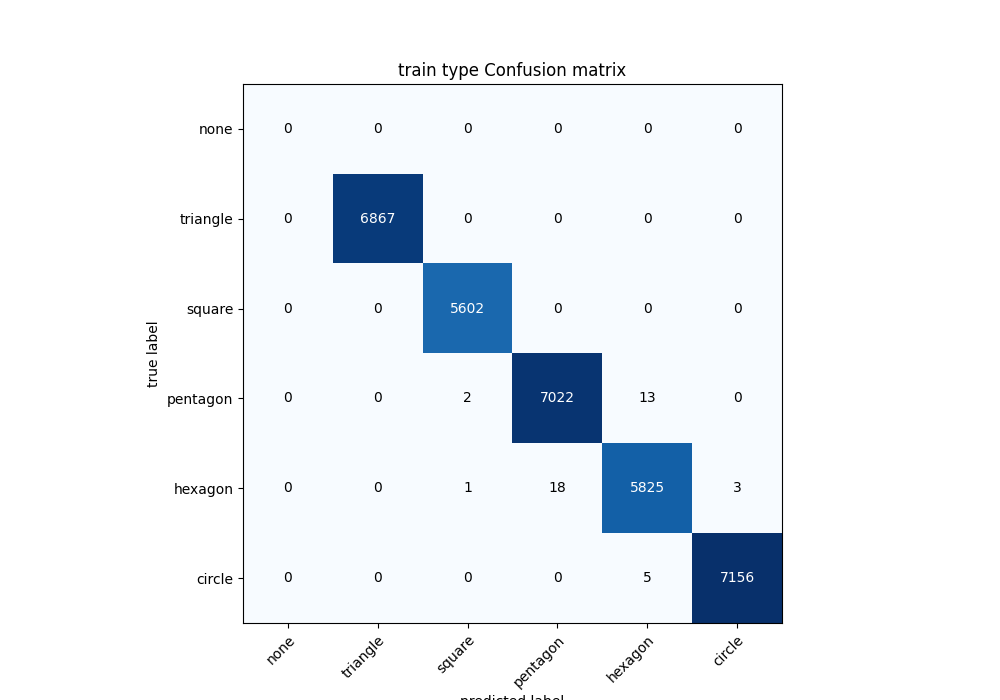 train type Confusion matrix
true label
none 0 0 0 0 0 0
triangle 0 6867 0 0 0 0
square 0 0 5602 0 0 0
pentagon 0 0 2 7022 13 0
hexagon 0 0 1 18 5825 3
circle 0 0 0 0 5 7156
none triangle square pentagon hexagon circle
predicted label